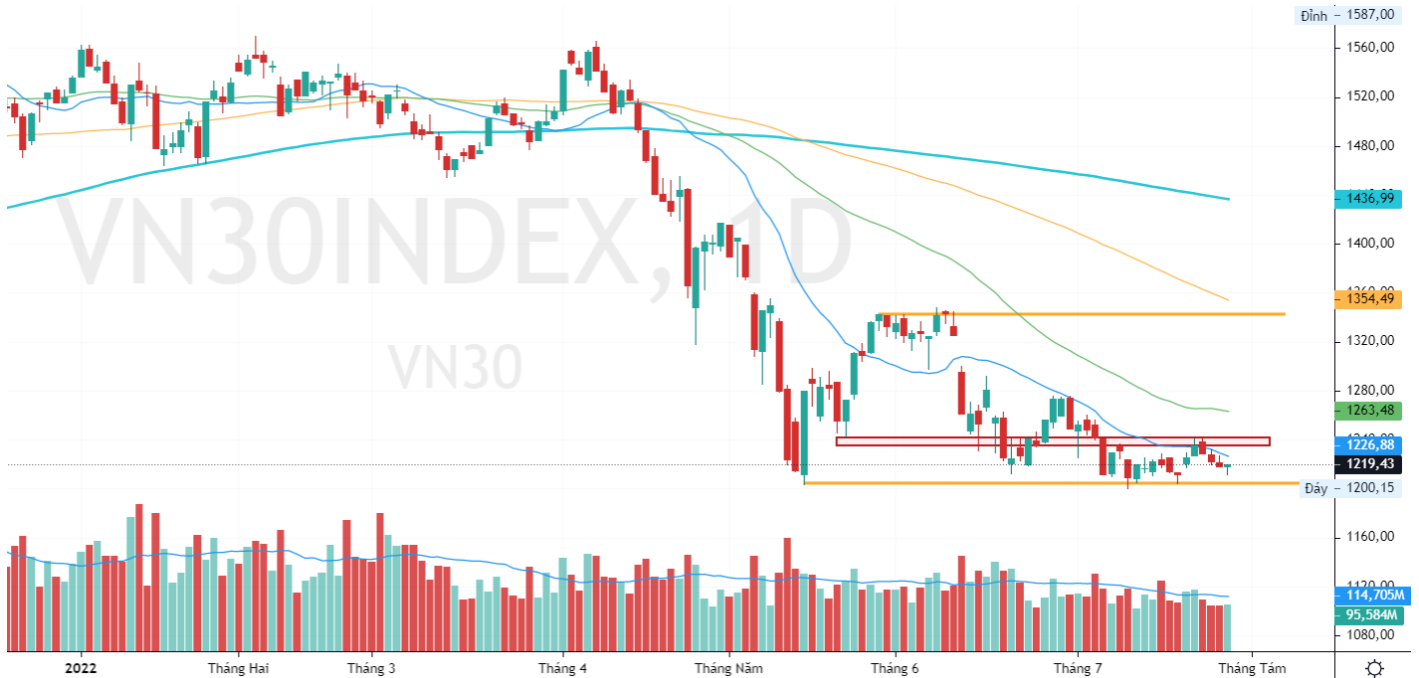 VN30INDEX, 1D
VN30
Đỉnh
1587,00
1560,00
1520,00
1480,00
1436,99
1400,00
1354,49
1320,00
1280,00
1263,48
1226,88
1219,43
Đáy
1200,15
1160,00
1120,00
114,705M
95,584M
1080,00
2022
Tháng Hai
Tháng 3
Tháng 4
Tháng Năm
Tháng 6
Tháng 7
Tháng Tám